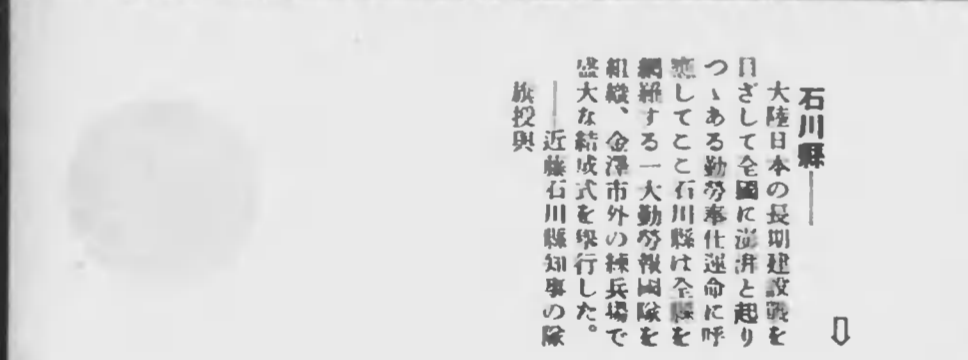 ⇩
石川縣――
大陸日本の長期建設戰を
目ざして全國に澎湃と起り
つゝある勤勞奉仕運命に呼
應してここ石川縣は全縣を
網羅する一大勤勞報國隊を
組織、金澤市外の練兵場で
盛大な結成式を擧行した。
――近藤石川縣知事の隊
旗授與